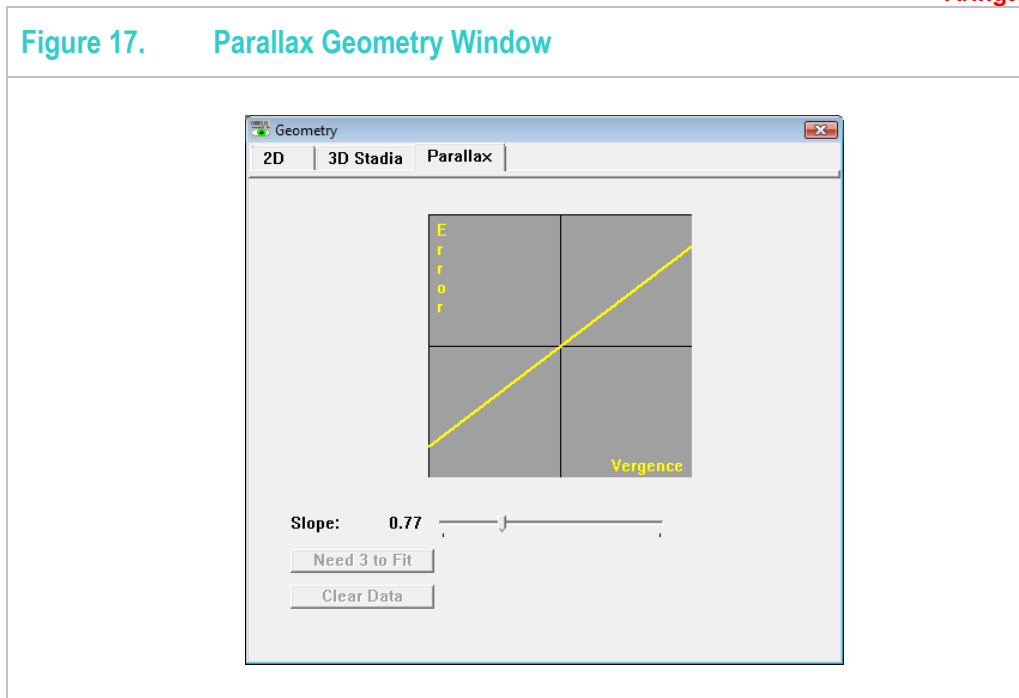 Figure 17. Parallax Geometry Window
Geometry
2D 3D Stadia Parallax
Error
Vergence
Slope: 0.77
Need 3 to Fit
Clear Data